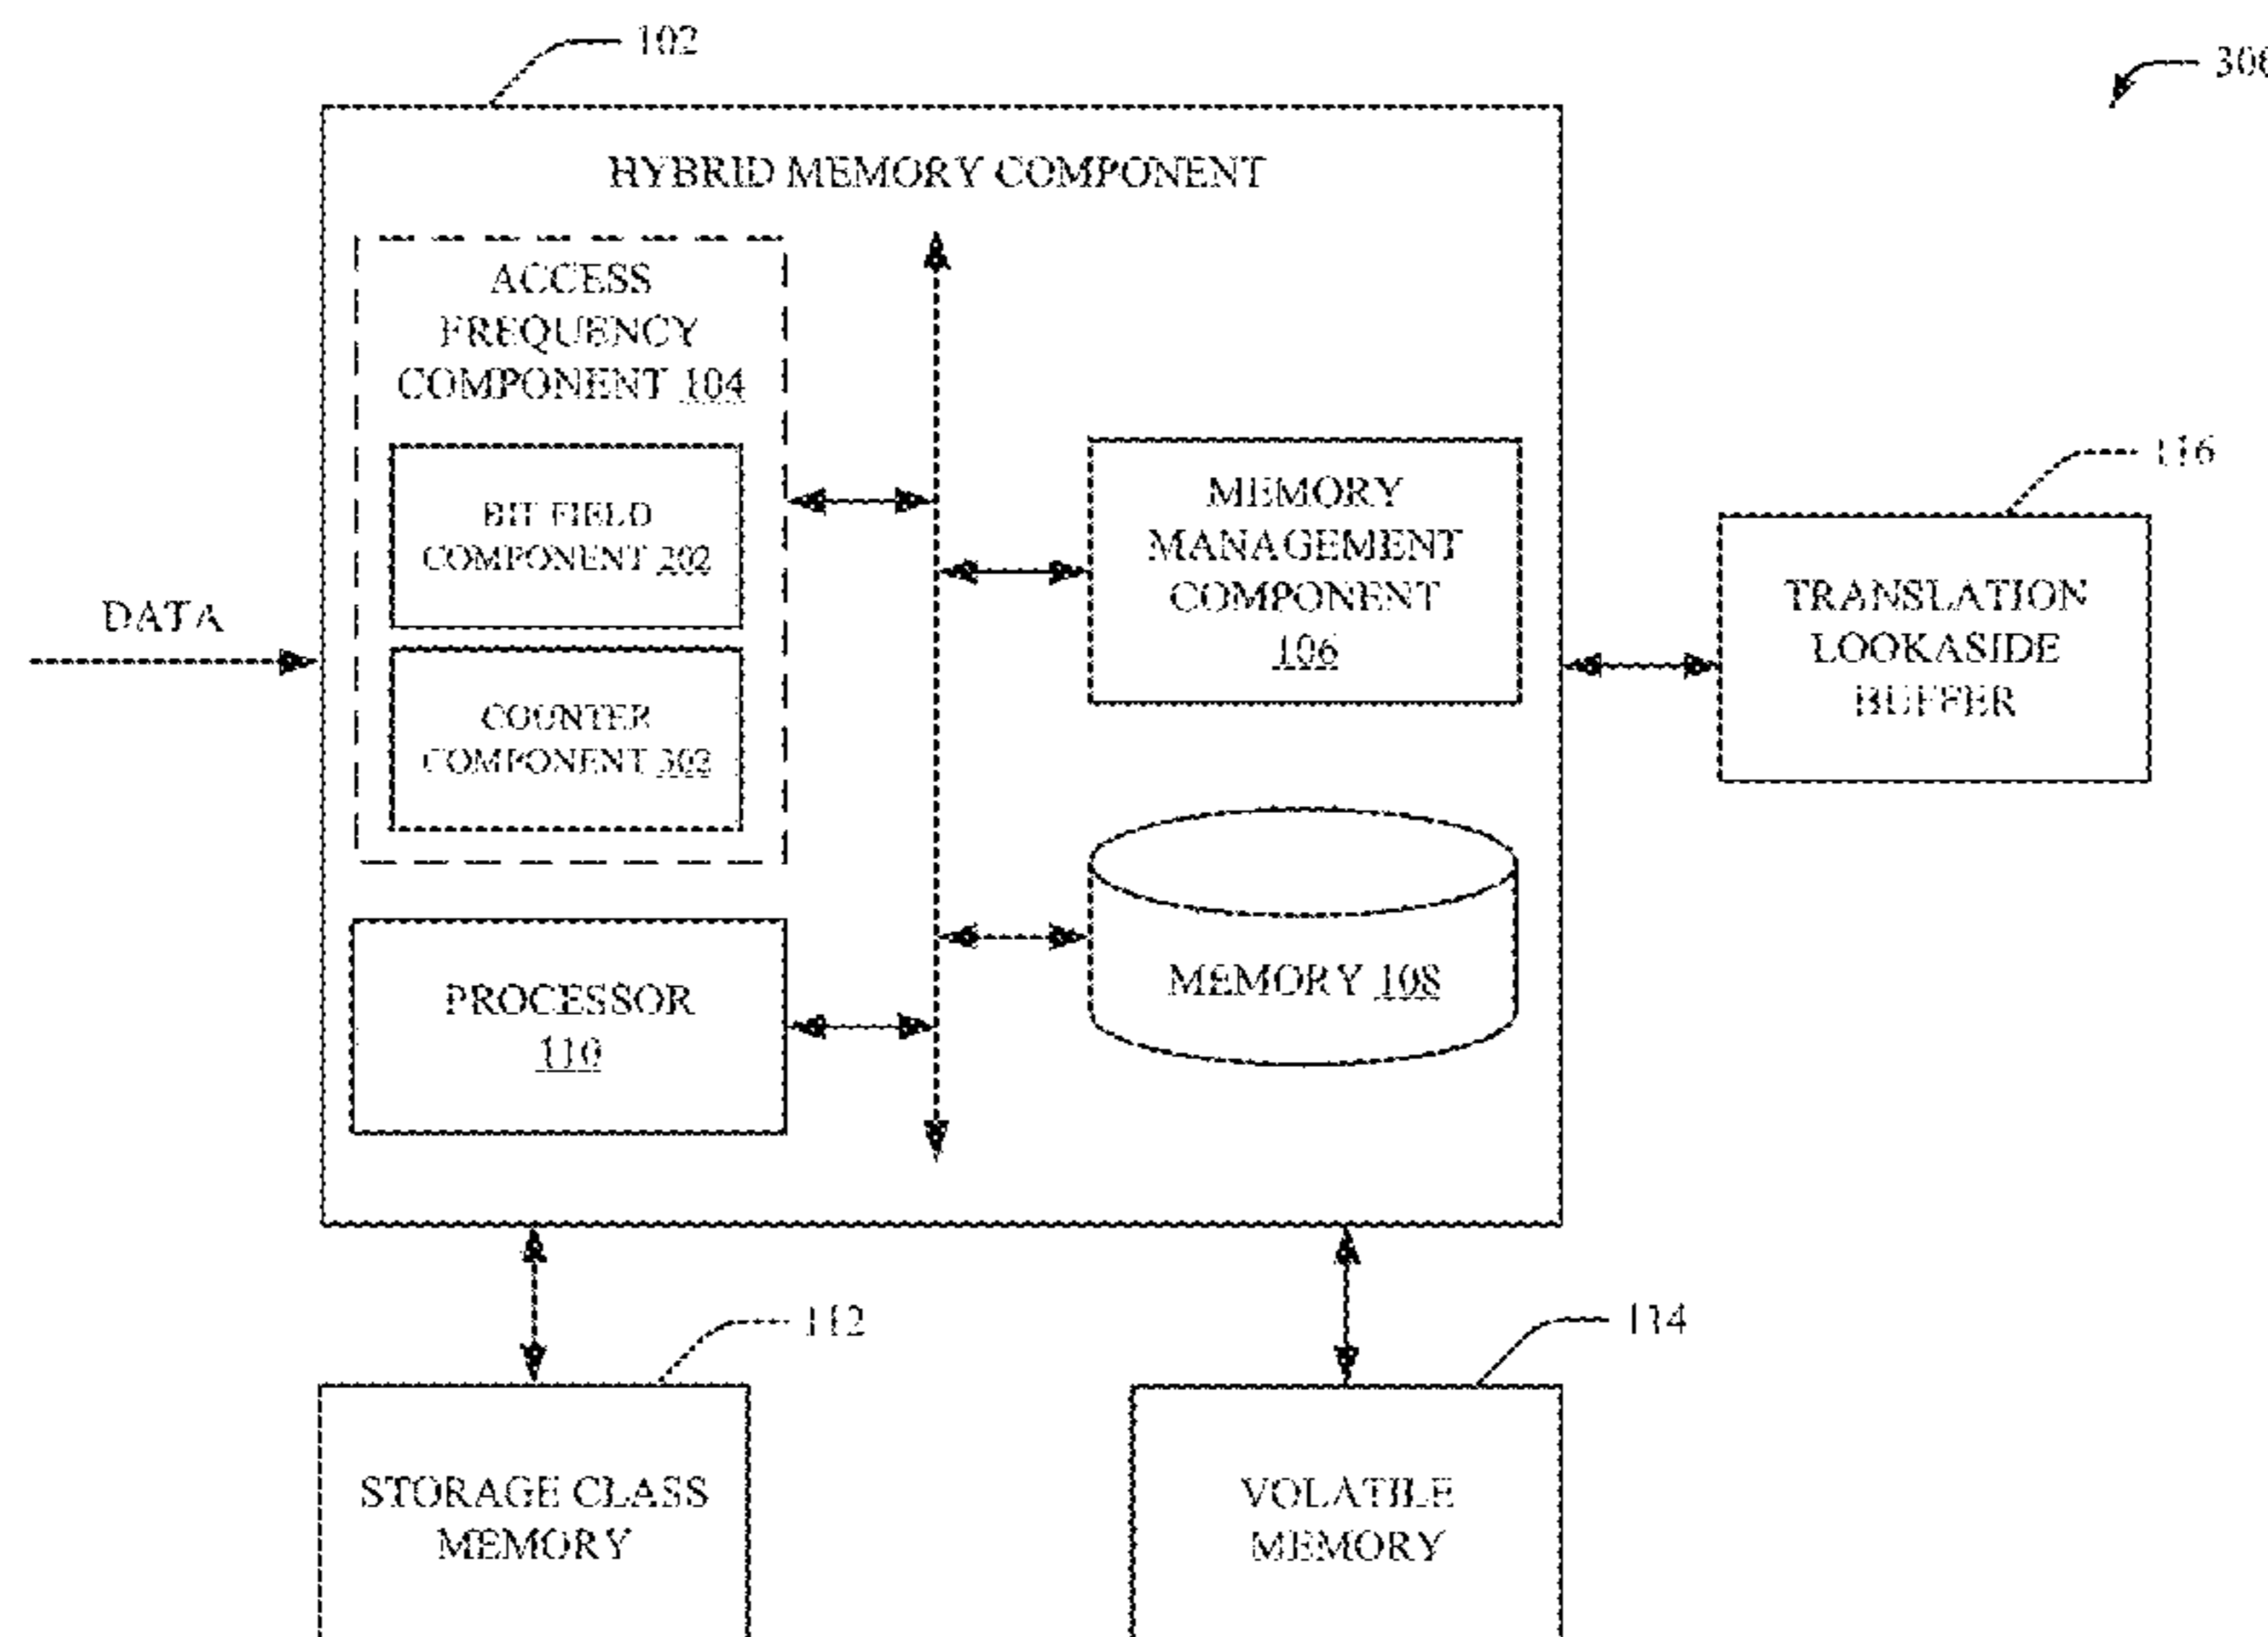 102
HYBRID MEMORY COMPONENT
ACCESS
FREQUENCY
COMPONENT 104
BIT FIELD
COMPONENT 202
COUNTER
COMPONENT 302
PROCESSOR
110
MEMORY
MANAGEMENT
COMPONENT
106
MEMORY 108
DATA
116
TRANSLATION
LOOKASIDE
BUFFER
112
STORAGE CLASS
MEMORY
114
VOLATILE
MEMORY